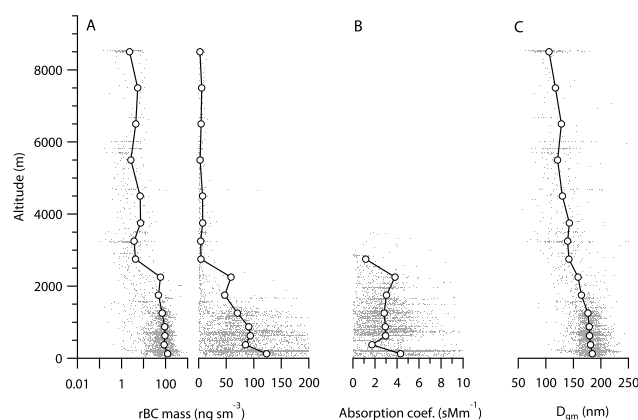 A
B
C
8000
6000
4000
2000
0
Altitude (m)
0.01 1 100 0 50 100 150 200 0 2 4 6 8 10 50 100 150 200 250
rBC mass (ng sm⁻³) Absorption coef. (sMm⁻¹) Dgm (nm)